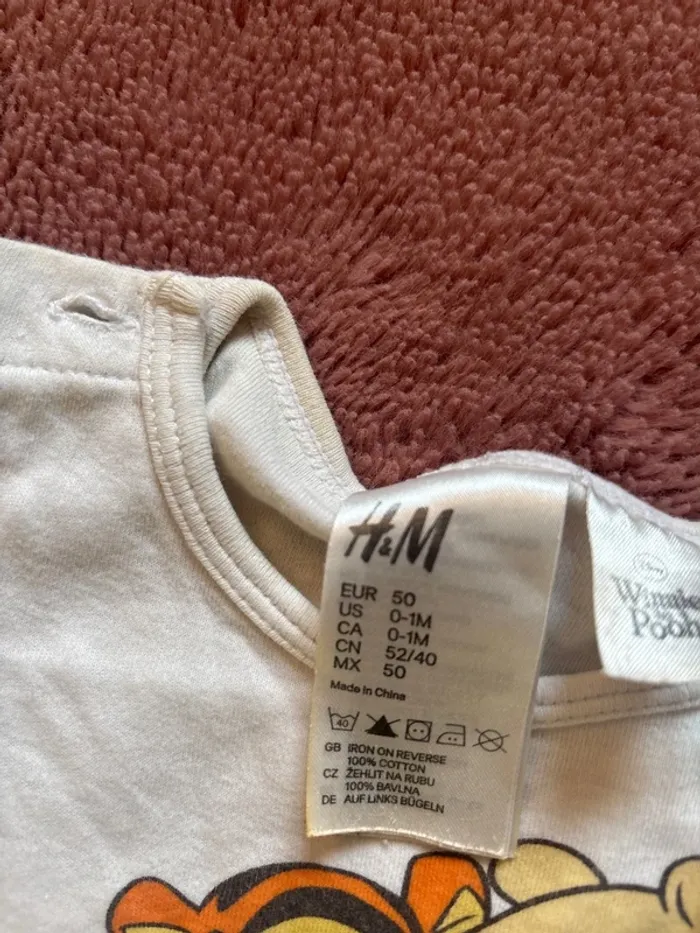 H&M
EUR 50
US 0-1M
CA 0-1M
CN 52/40
MX 50
Made in China
40
GB IRON ON REVERSE
100% COTTON
CZ ŽEHLIT NA RUBU
100% BAVLNA
DE AUF LINKS BÜGELN
Disney
Winnie
Pooh